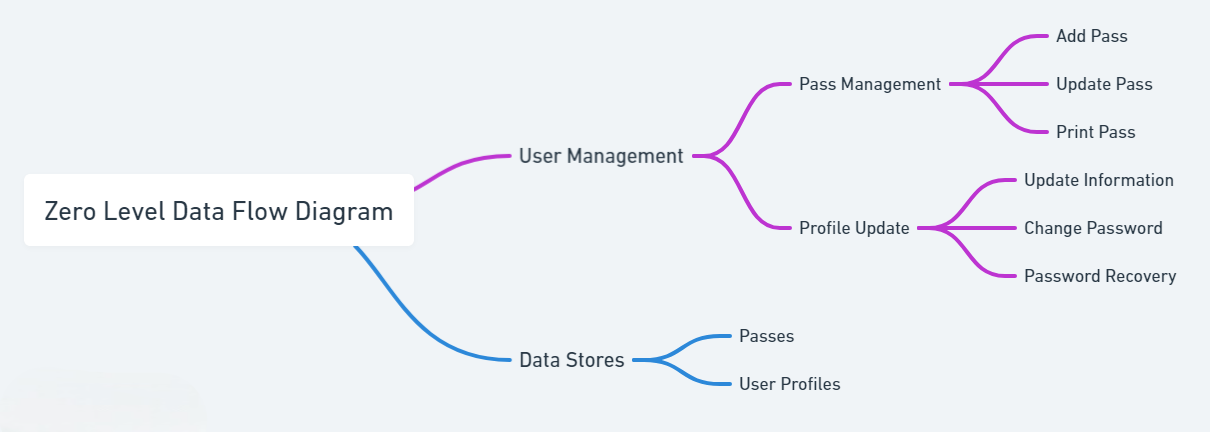 Zero Level Data Flow Diagram
User Management
Pass Management
Add Pass
Update Pass
Print Pass
Profile Update
Update Information
Change Password
Password Recovery
Data Stores
Passes
User Profiles